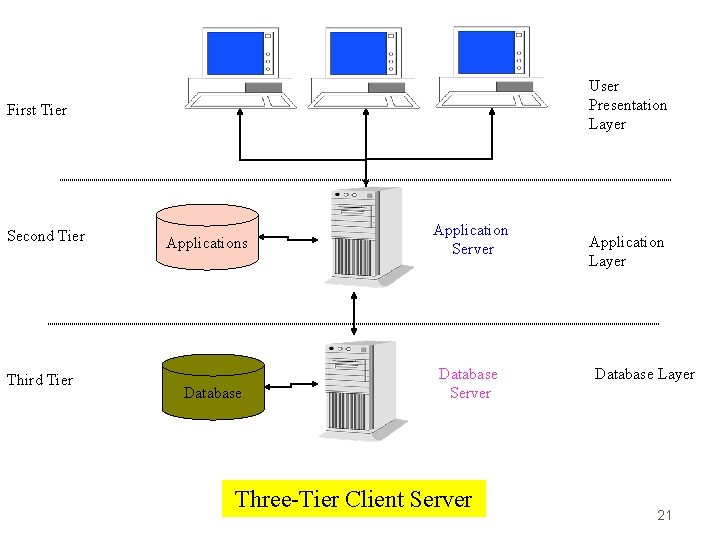 User
Presentation
Layer
First Tier
Second Tier
Applications
Application
Server
Application
Layer
Third Tier
Database
Database
Server
Database Layer
Three-Tier Client Server
21